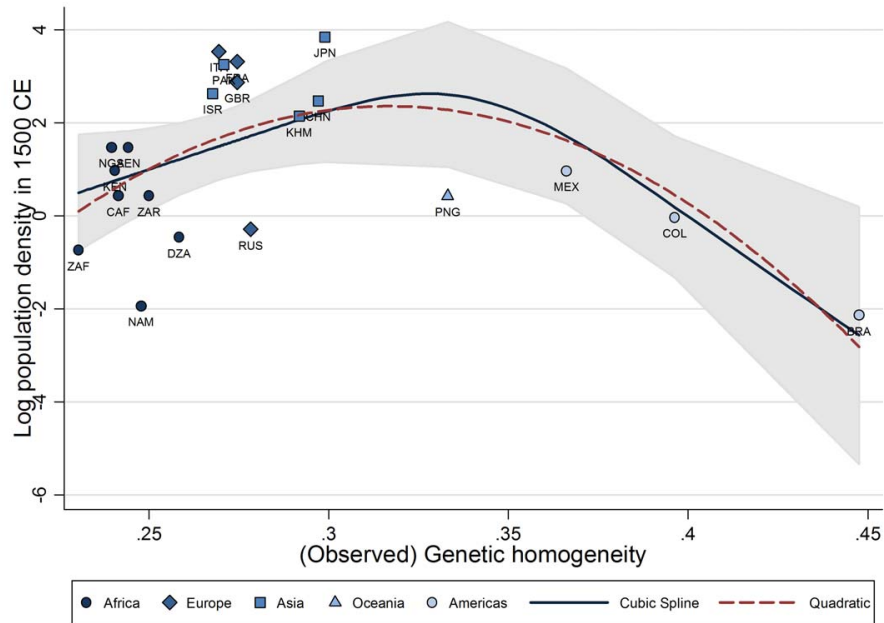 Log population density in 1500 CE
4
2
0
-2
-4
-6
JPN
ITA
FRA
PAK
GBR
ISR
CHN
KHM
NGA
SEN
KEN
CAF
ZAR
ZAF
DZA
NAM
RUS
PNG
MEX
COL
BRA
.25
.3
.35
.4
.45
(Observed) Genetic homogeneity
Africa Europe Asia Oceania Americas Cubic Spline Quadratic